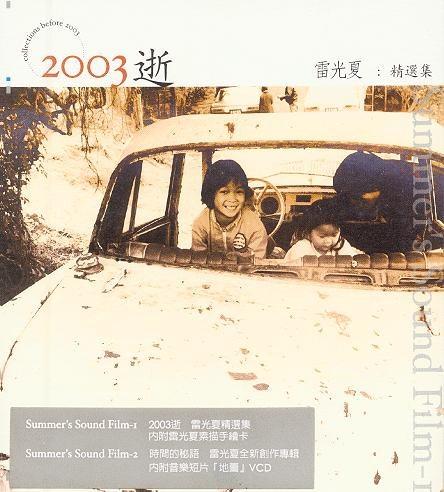 collections before 2003
2003逝
雷光夏 : 精選集
Summer's Sound Film-1
Summer's Sound Film-1 2003逝 雷光夏精選集
內附雷光夏素描手繪卡
Summer's Sound Film-2 時間的秘語 雷光夏全新創作專輯
內附音樂短片『地圖』VCD